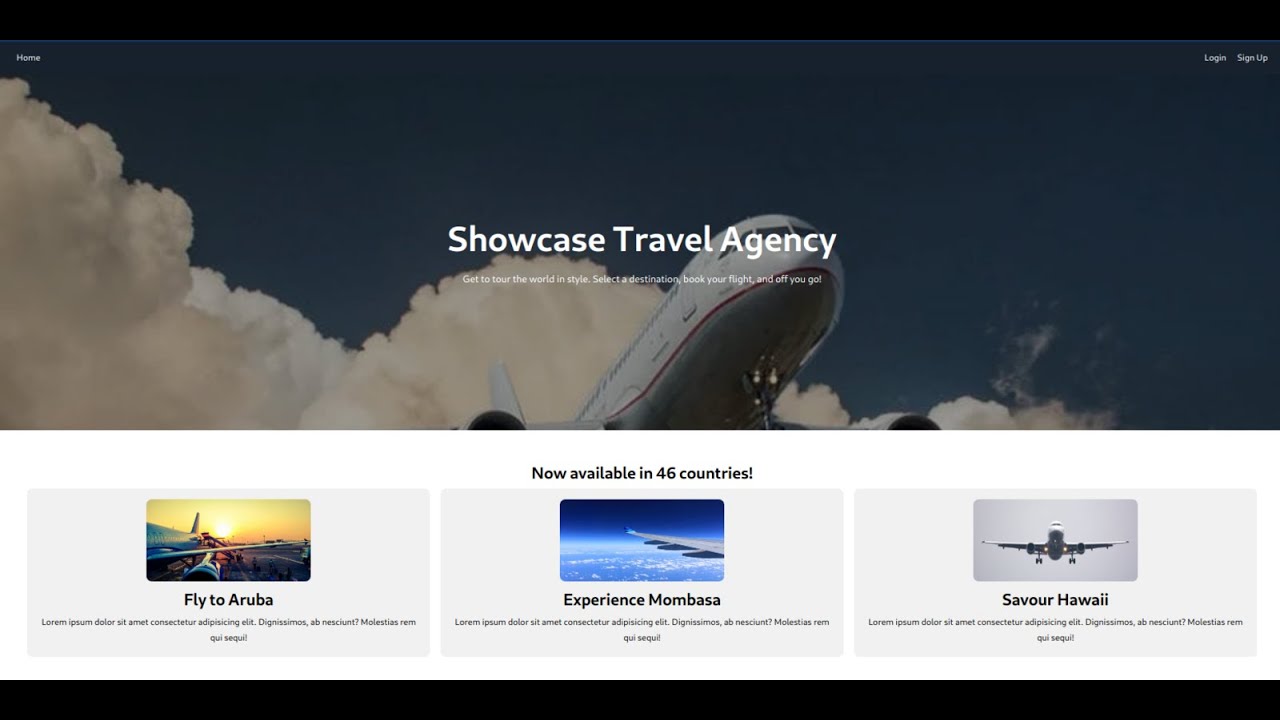 Home
Login
Sign Up
Showcase Travel Agency
Get to tour the world in style. Select a destination, book your flight, and off you go!
Now available in 46 countries!
Fly to Aruba
Lorem ipsum dolor sit amet consectetur adipisicing elit. Dignissimos, ab nesciunt? Molestias rem
qui sequi!
Experience Mombasa
Lorem ipsum dolor sit amet consectetur adipisicing elit. Dignissimos, ab nesciunt? Molestias rem
qui sequi!
Savour Hawaii
Lorem ipsum dolor sit amet consectetur adipisicing elit. Dignissimos, ab nesciunt? Molestias rem
qui sequi!